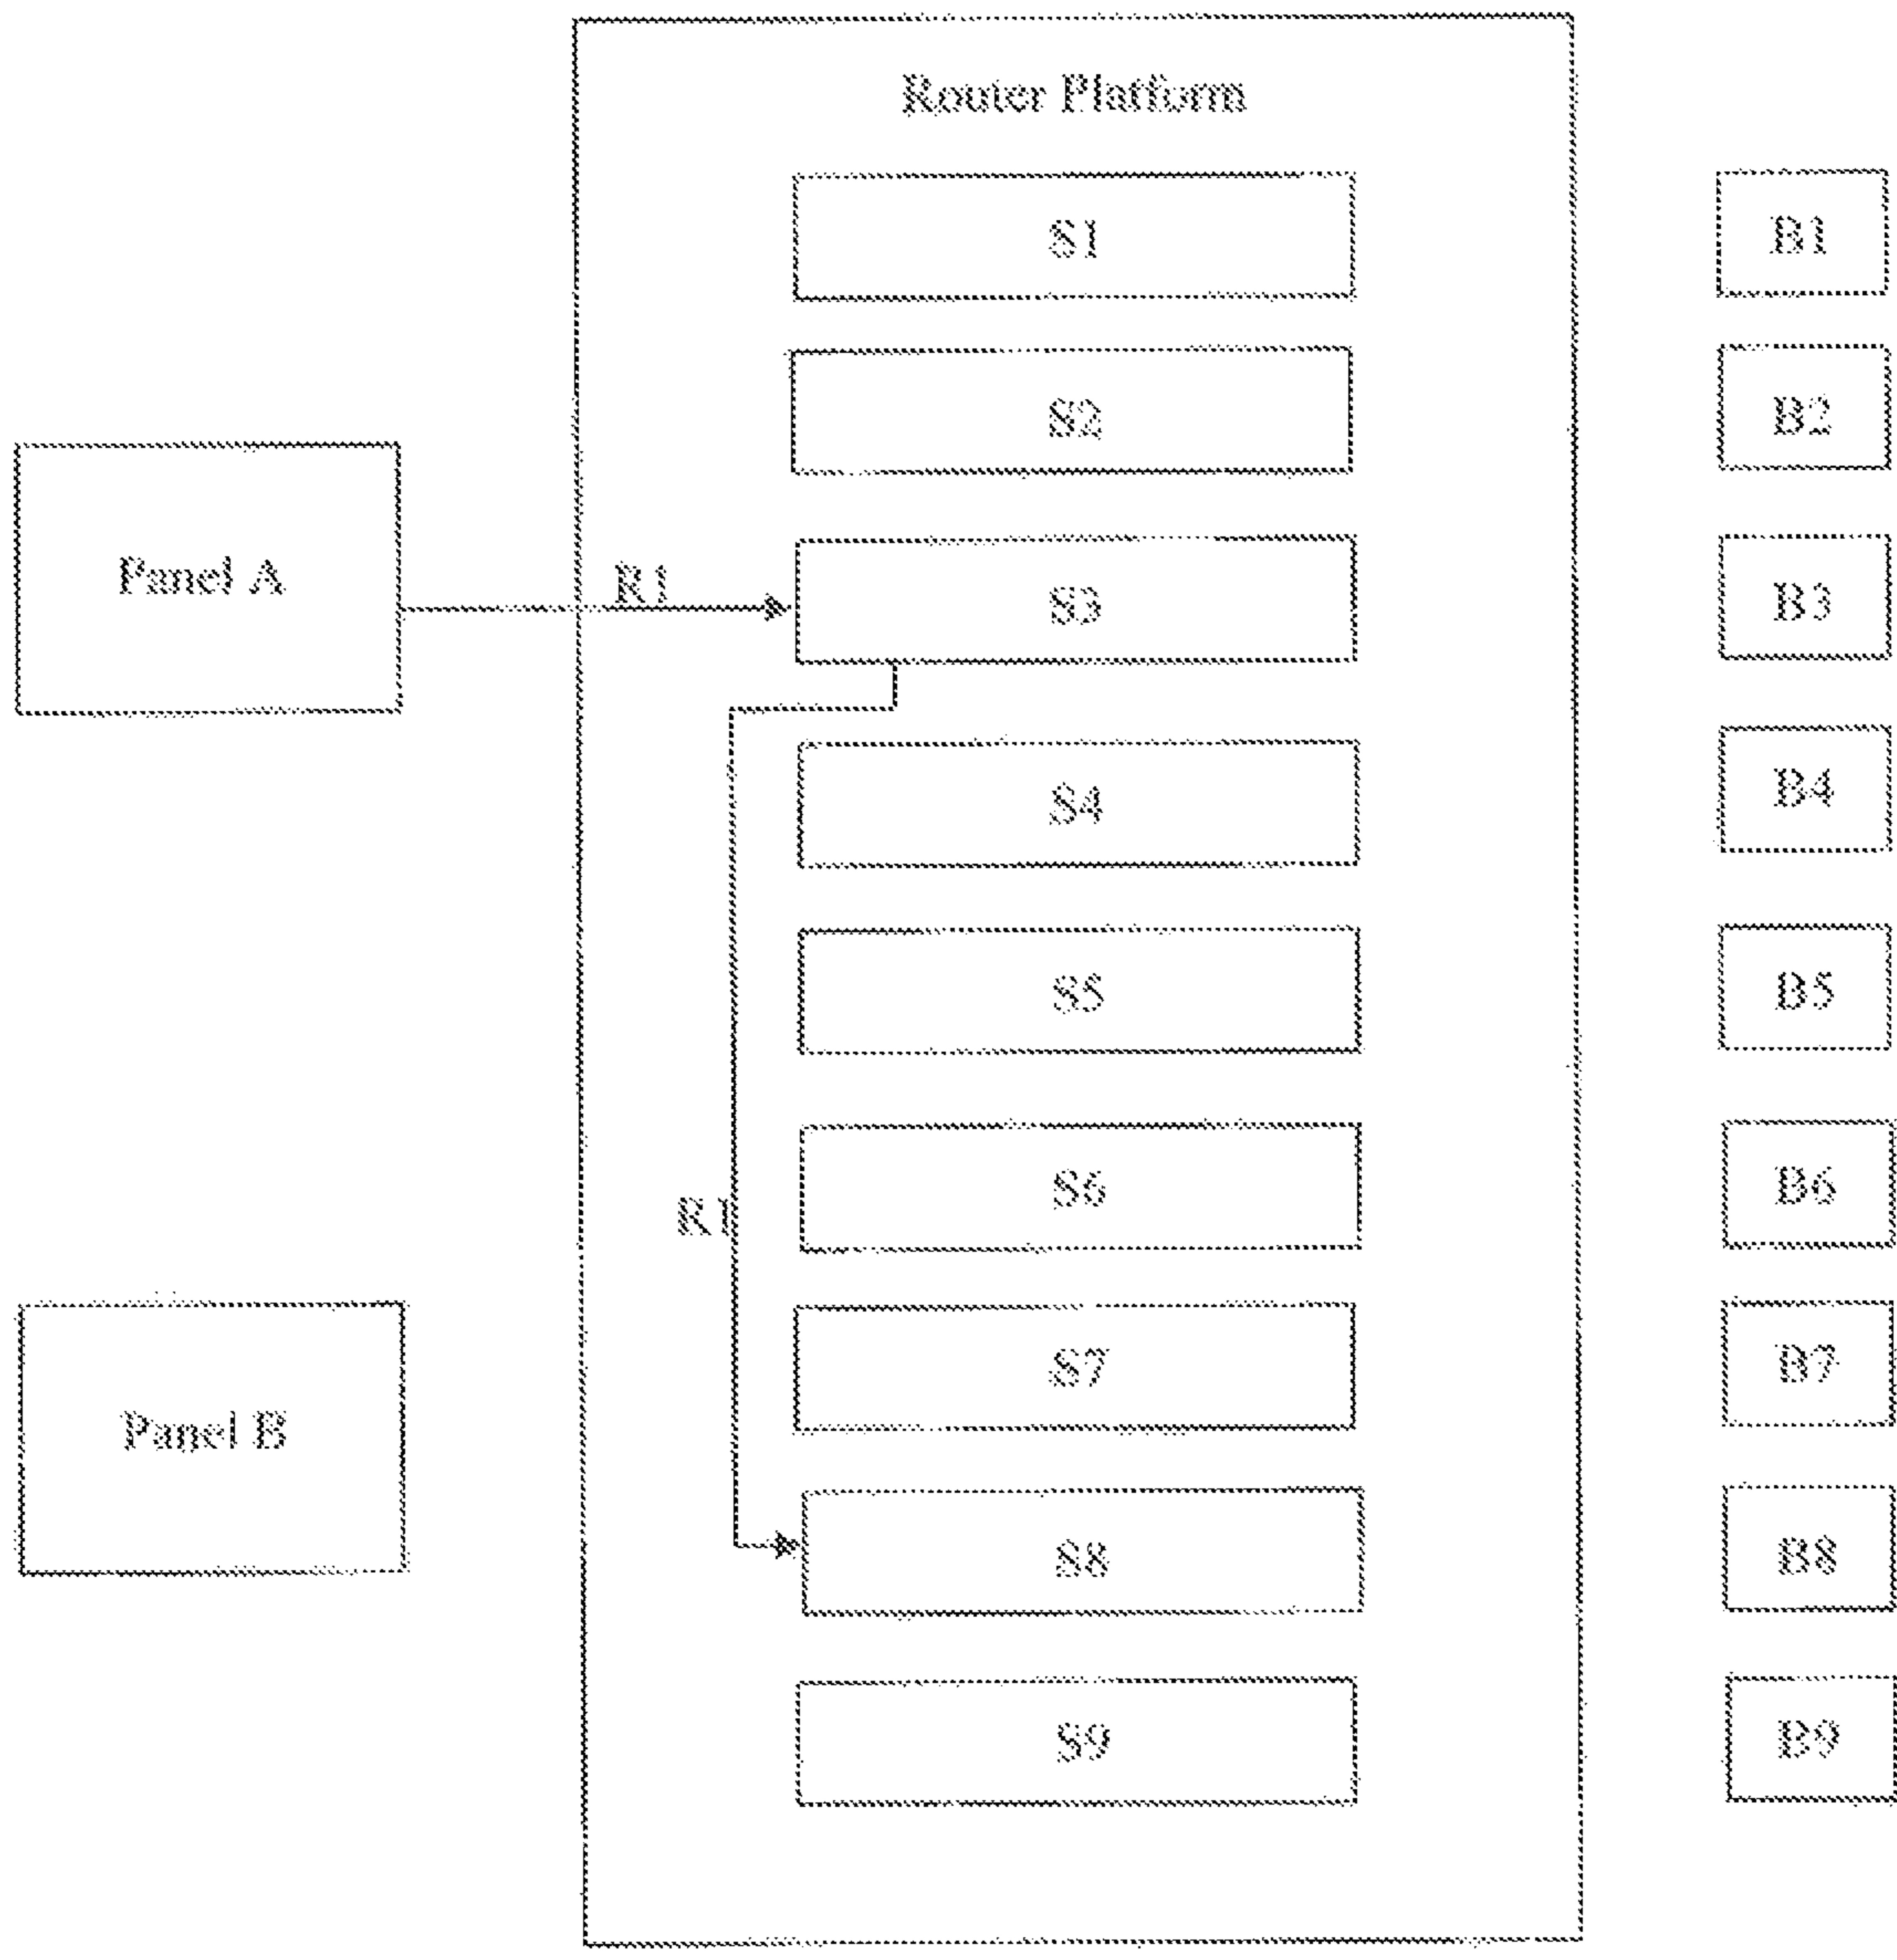 Router Platform
S1
B1
S2
B2
Panel A
R1
S3
B3
S4
B4
S5
B5
S6
B6
R1
S7
B7
Panel B
S8
B8
S9
B9